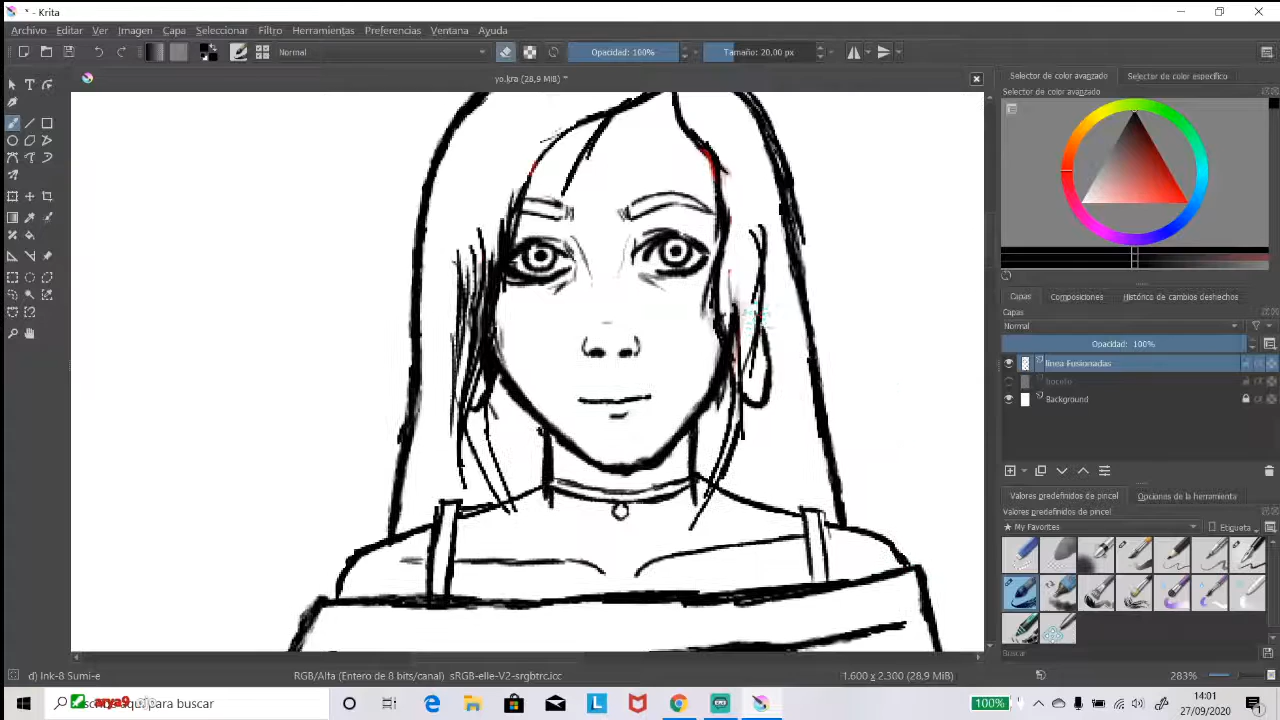 * - Krita
Archivo Editar Ver Imagen Capa Seleccionar Filtro Herramientas Preferencias Ventana Ayuda
Normal Opacidad: 100% Tamaño: 20,00 px
yo.kra (28,9 MiB) *
Selector de color avanzado Selector de color específico
Selector de color avanzado
Capas Composiciones Histórico de cambios deshechos
Capas
Normal
Opacidad: 100%
linea Fusionadas
boceto
Background
Valores predefinidos de pincel Opciones de la herramienta
Valores predefinidos de pincel
★ My Favorites Etiqueta
Buscar
d) Ink-8 Sumi-e RGB/Alfa (Entero de 8 bits/canal) sRGB-elle-V2-srgbtrc.icc 1.600 x 2.300 (28,9 MiB) 283%
arya9 para buscar 100% 14:01
27/09/2020